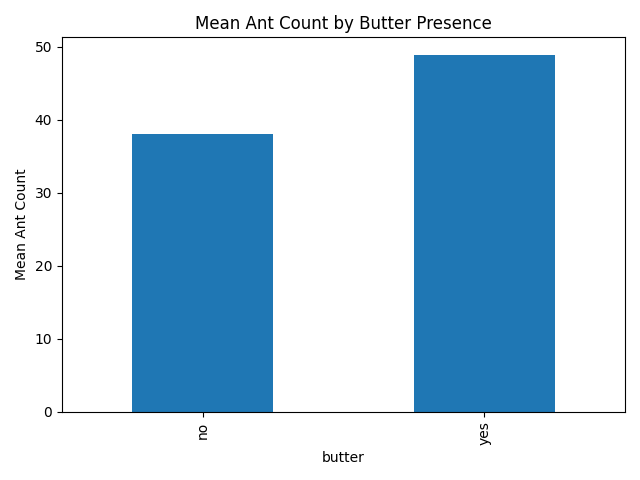 Mean Ant Count by Butter Presence
50
40
30
20
10
0
Mean Ant Count
no
yes
butter